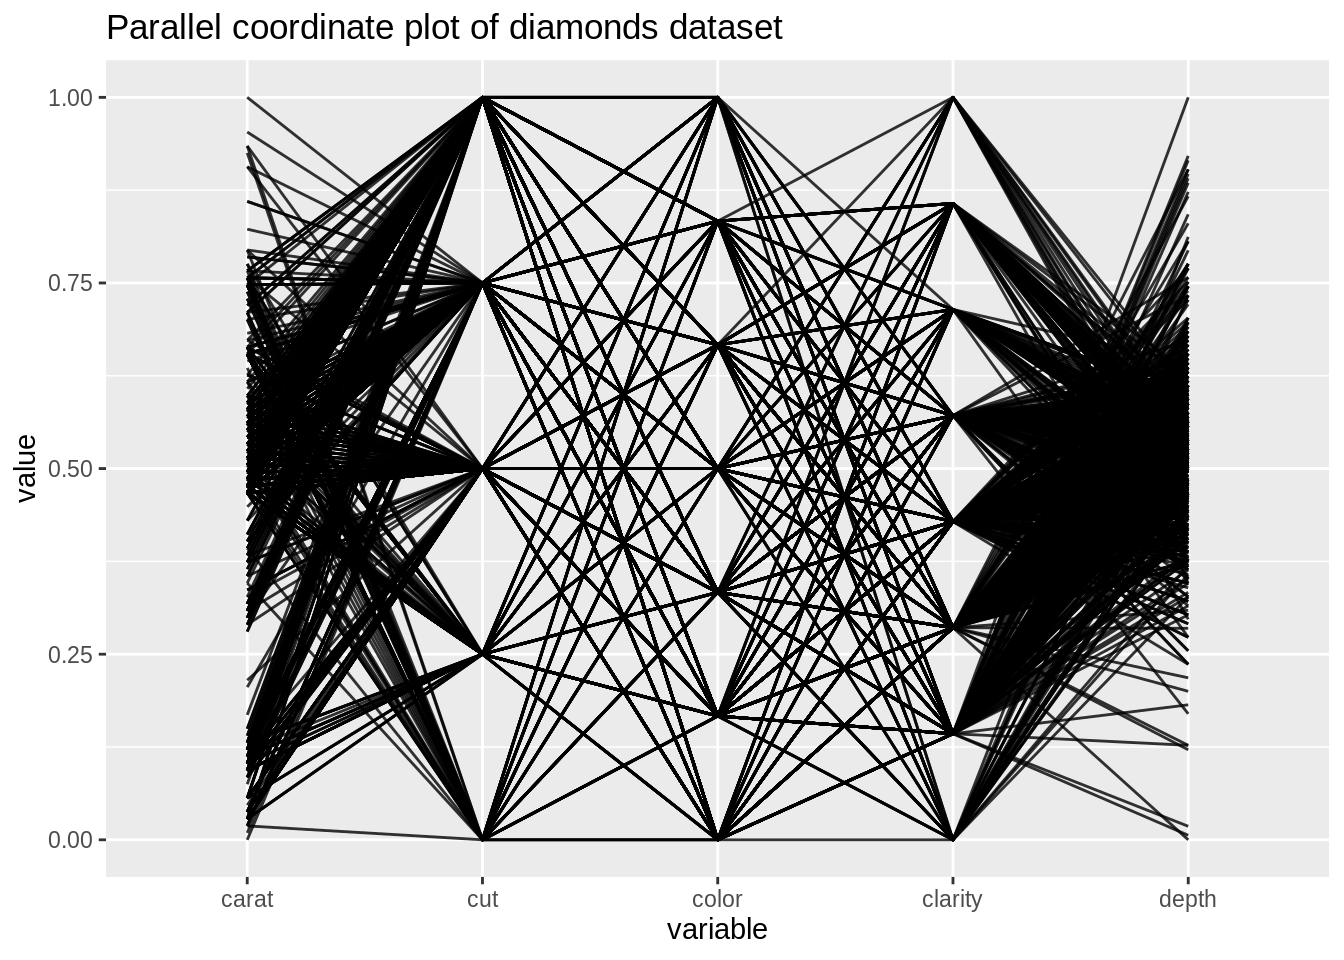 Parallel coordinate plot of diamonds dataset
1.00
0.75
0.50
0.25
0.00
value
carat cut color clarity depth
variable